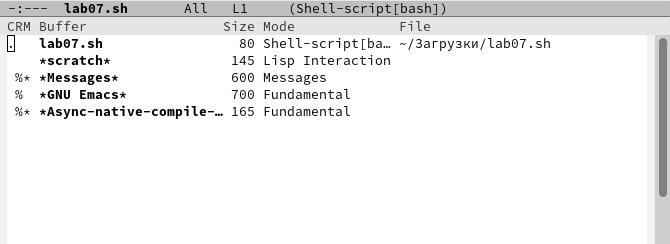 -:---  lab07.sh       All   L1     (Shell-script[bash])
CRM Buffer                 Size Mode             File
.   lab07.sh                 80 Shell-script[ba… ~/Загрузки/lab07.sh
    *scratch*               145 Lisp Interaction
 %* *Messages*              600 Messages
 %  *GNU Emacs*             700 Fundamental
 %* *Async-native-compile-… 165 Fundamental